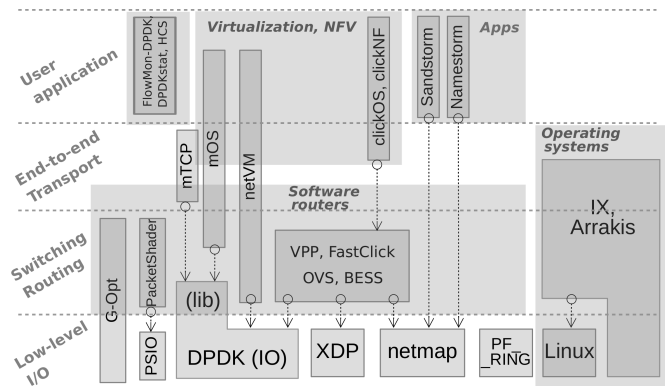 User
application
End-to-end
Transport
Switching
Routing
Low-level
I/O
FlowMon-DPDK,
DPDKstat, HCS
Virtualization, NFV
mOS
netVM
clickOS, clickNF
Apps
Sandstorm
Namestorm
mTCP
Software
routers
Operating
systems
IX,
Arrakis
G-Opt
PacketShader
VPP, FastClick
OVS, BESS
(lib)
DPDK (IO)
PSIO
XDP
netmap
PF_
_RING
Linux